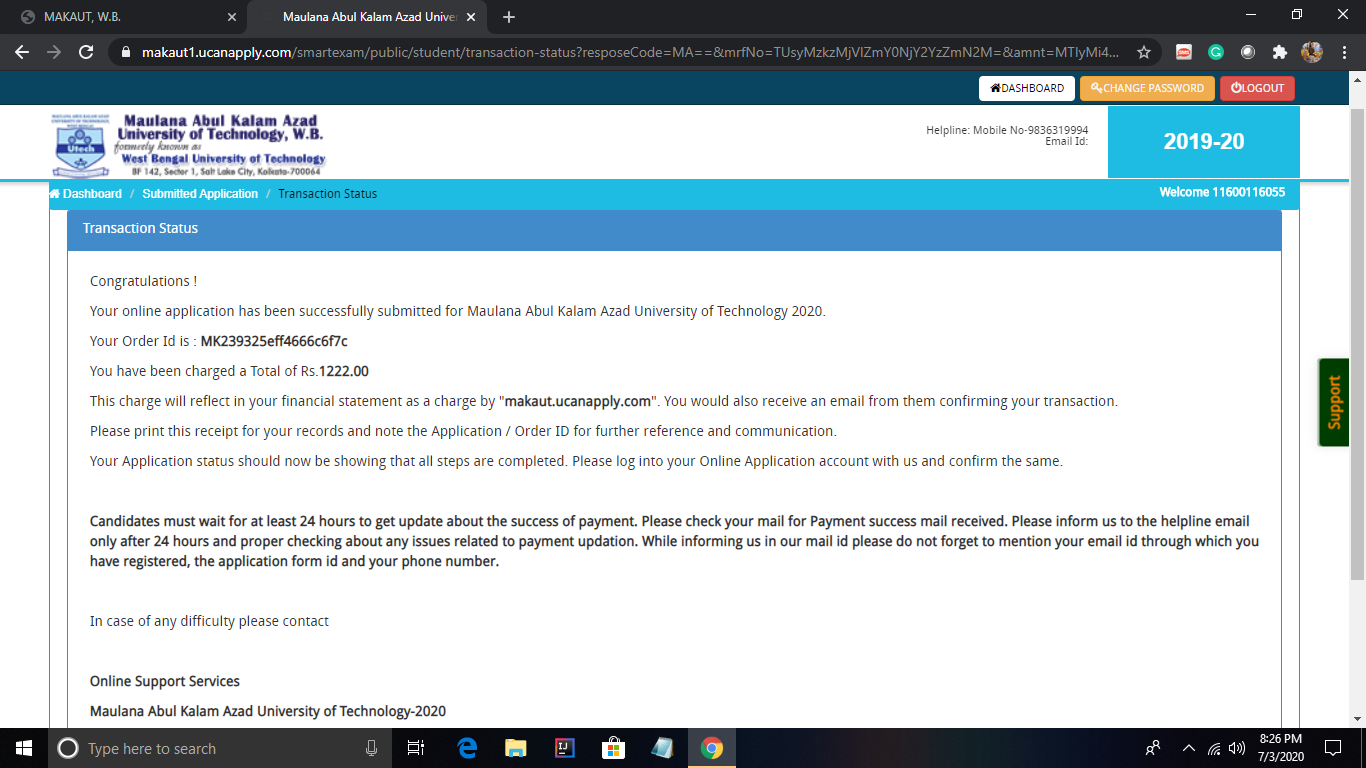 MAKAUT, W.B.
Maulana Abul Kalam Azad Univer
makaut1.ucanapply.com/smartexam/public/student/transaction-status?resposeCode=MA==&mrfNo=TUsyMzkzMjVlZmY0NjY2YzZmN2M=&amnt=MTIyMi4...
DASHBOARD
CHANGE PASSWORD
LOGOUT
MAULANA ABUL KALAM AZAD
Utech
Maulana Abul Kalam Azad
University of Technology, W.B.
formerly known as
West Bengal University of Technology
BF 142, Sector 1, Salt Lake City, Kolkata-700064
Helpline: Mobile No-9836319994
Email Id:
2019-20
Dashboard / Submitted Application / Transaction Status
Welcome 11600116055
Transaction Status
Congratulations !
Your online application has been successfully submitted for Maulana Abul Kalam Azad University of Technology 2020.
Your Order Id is : MK239325eff4666c6f7c
You have been charged a Total of Rs.1222.00
This charge will reflect in your financial statement as a charge by "makaut.ucanapply.com". You would also receive an email from them confirming your transaction.
Please print this receipt for your records and note the Application / Order ID for further reference and communication.
Your Application status should now be showing that all steps are completed. Please log into your Online Application account with us and confirm the same.
Candidates must wait for at least 24 hours to get update about the success of payment. Please check your mail for Payment success mail received. Please inform us to the helpline email
only after 24 hours and proper checking about any issues related to payment updation. While informing us in our mail id please do not forget to mention your email id through which you
have registered, the application form id and your phone number.
In case of any difficulty please contact
Online Support Services
Maulana Abul Kalam Azad University of Technology-2020
Support
Type here to search
IJ
8:26 PM
7/3/2020